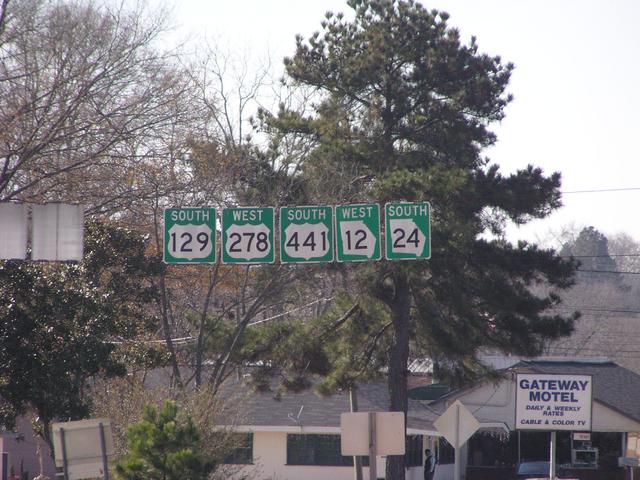 SOUTH
129
WEST
278
SOUTH
441
WEST
12
SOUTH
24
GATEWAY
MOTEL
DAILY & WEEKLY
RATES
CABLE & COLOR TV